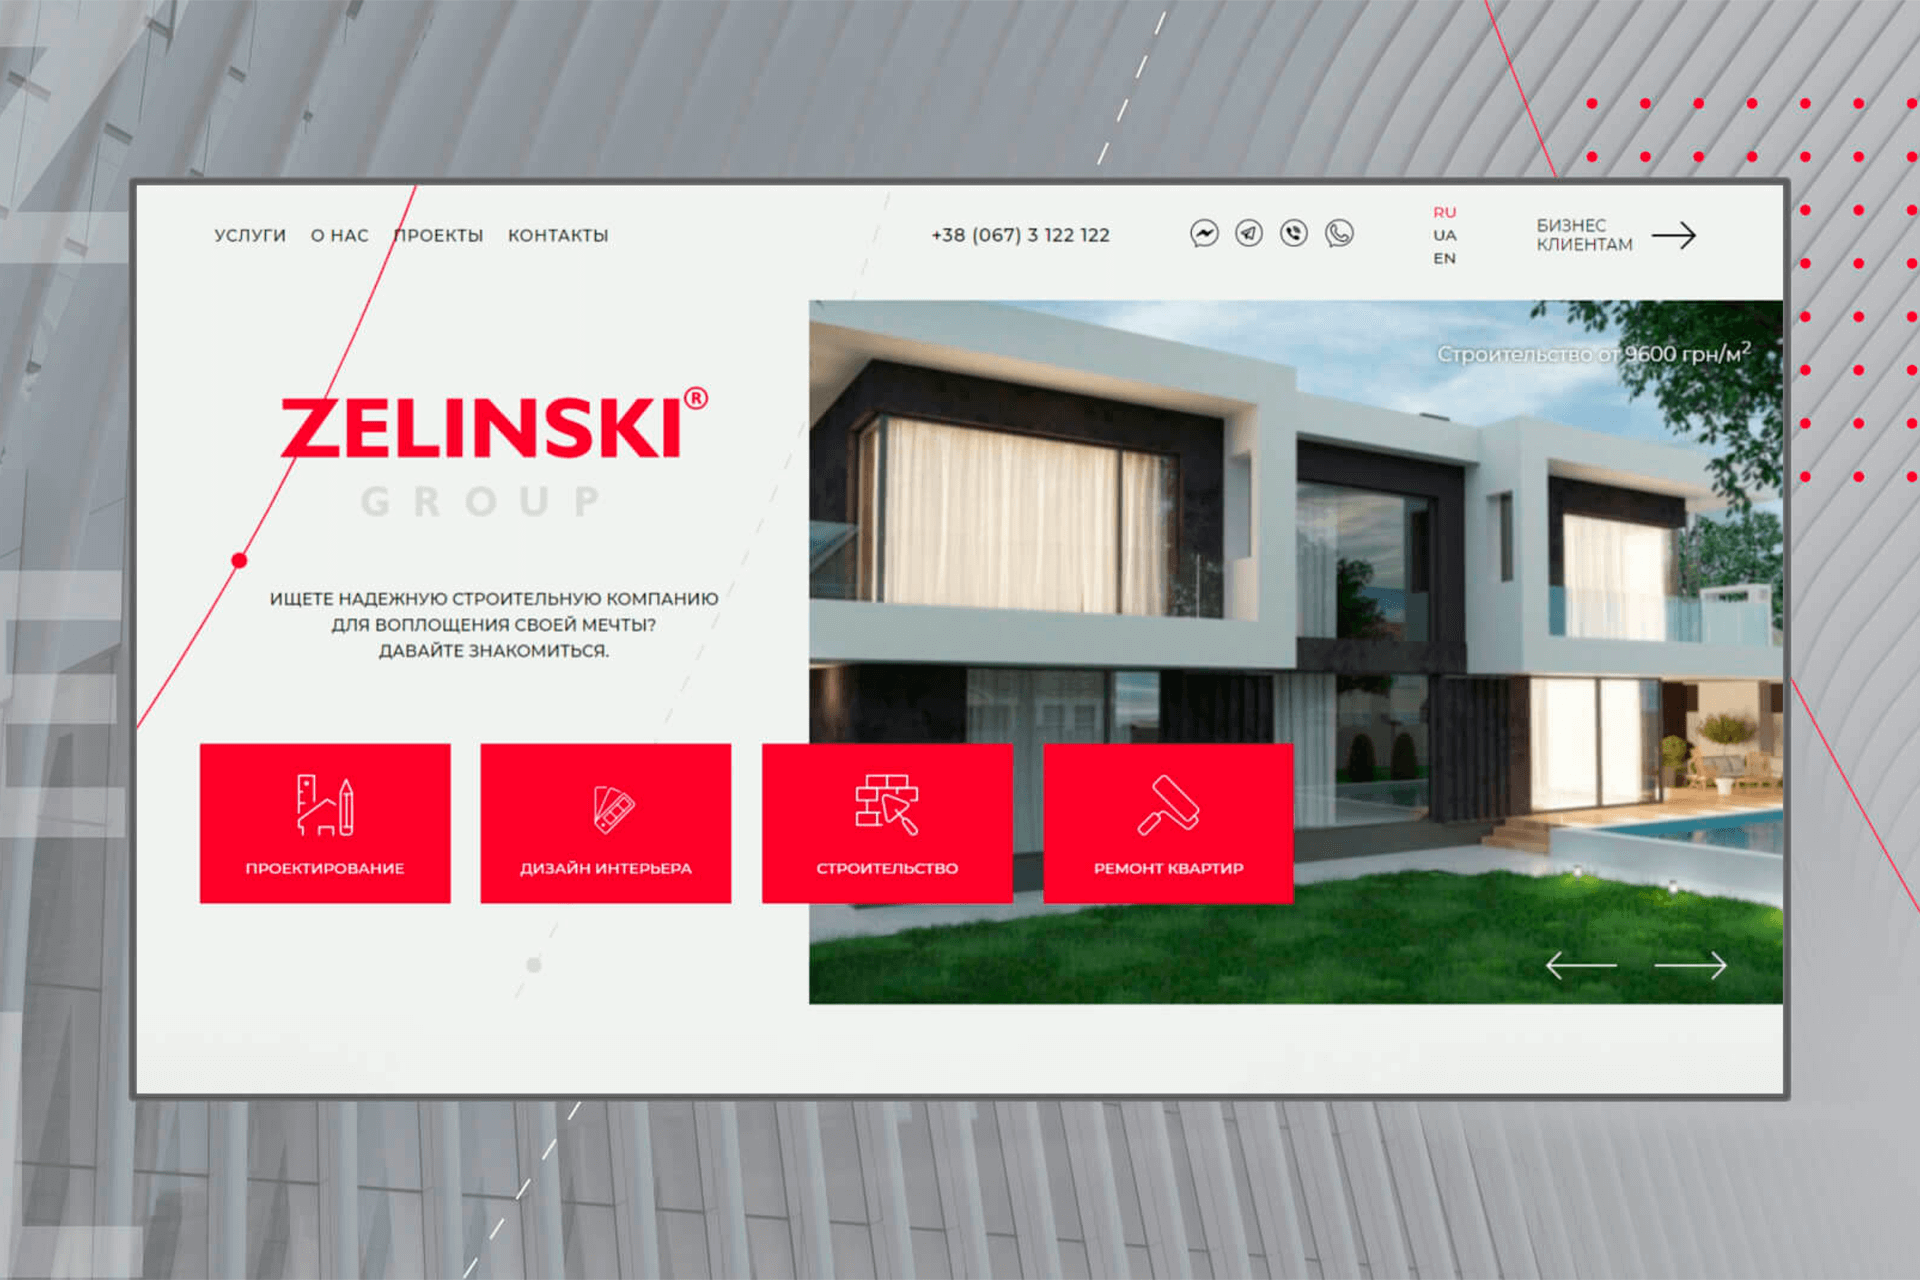 УСЛУГИ О НАС ПРОЕКТЫ КОНТАКТЫ
+38 (067) 3 122 122
RU
UA
EN
БИЗНЕС
КЛИЕНТАМ
Строительство от 9600 грн/м²
ZELINSKI®
GROUP
ИЩЕТЕ НАДЕЖНУЮ СТРОИТЕЛЬНУЮ КОМПАНИЮ
ДЛЯ ВОПЛОЩЕНИЯ СВОЕЙ МЕЧТЫ?
ДАВАЙТЕ ЗНАКОМИТЬСЯ.
ПРОЕКТИРОВАНИЕ
ДИЗАЙН ИНТЕРЬЕРА
СТРОИТЕЛЬСТВО
РЕМОНТ КВАРТИР